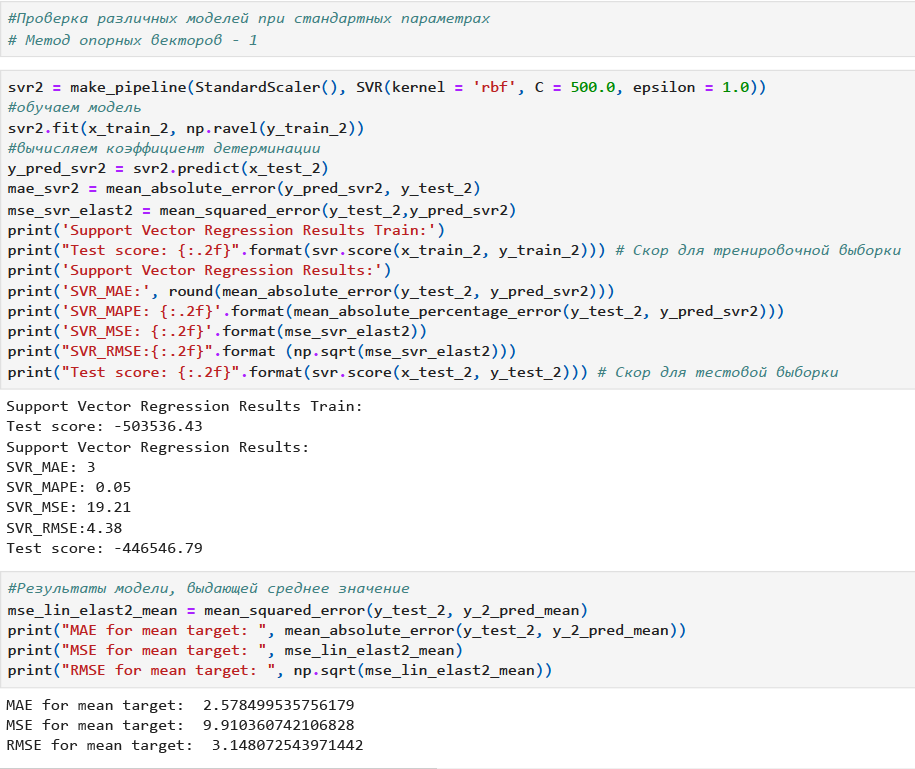 #Проверка различных моделей при стандартных параметрах
# Метод опорных векторов - 1
svr2 = make_pipeline(StandardScaler(), SVR(kernel = 'rbf', C = 500.0, epsilon = 1.0))
#обучаем модель
svr2.fit(x_train_2, np.ravel(y_train_2))
#вычисляем коэффициент детерминации
y_pred_svr2 = svr2.predict(x_test_2)
mae_svr2 = mean_absolute_error(y_pred_svr2, y_test_2)
mse_svr_elast2 = mean_squared_error(y_test_2,y_pred_svr2)
print('Support Vector Regression Results Train:')
print("Test score: {:.2f}".format(svr.score(x_train_2, y_train_2))) # Скор для тренировочной выборки
print('Support Vector Regression Results:')
print('SVR_MAE:', round(mean_absolute_error(y_test_2, y_pred_svr2)))
print('SVR_MAPE: {:.2f}'.format(mean_absolute_percentage_error(y_test_2, y_pred_svr2)))
print('SVR_MSE: {:.2f}'.format(mse_svr_elast2))
print("SVR_RMSE:{:.2f}".format (np.sqrt(mse_svr_elast2)))
print("Test score: {:.2f}".format(svr.score(x_test_2, y_test_2))) # Скор для тестовой выборки
Support Vector Regression Results Train:
Test score: -503536.43
Support Vector Regression Results:
SVR_MAE: 3
SVR_MAPE: 0.05
SVR_MSE: 19.21
SVR_RMSE:4.38
Test score: -446546.79
#Результаты модели, выдающей среднее значение
mse_lin_elast2_mean = mean_squared_error(y_test_2, y_2_pred_mean)
print("MAE for mean target: ", mean_absolute_error(y_test_2, y_2_pred_mean))
print("MSE for mean target: ", mse_lin_elast2_mean)
print("RMSE for mean target: ", np.sqrt(mse_lin_elast2_mean))
MAE for mean target:  2.578499535756179
MSE for mean target:  9.910360742106828
RMSE for mean target:  3.148072543971442